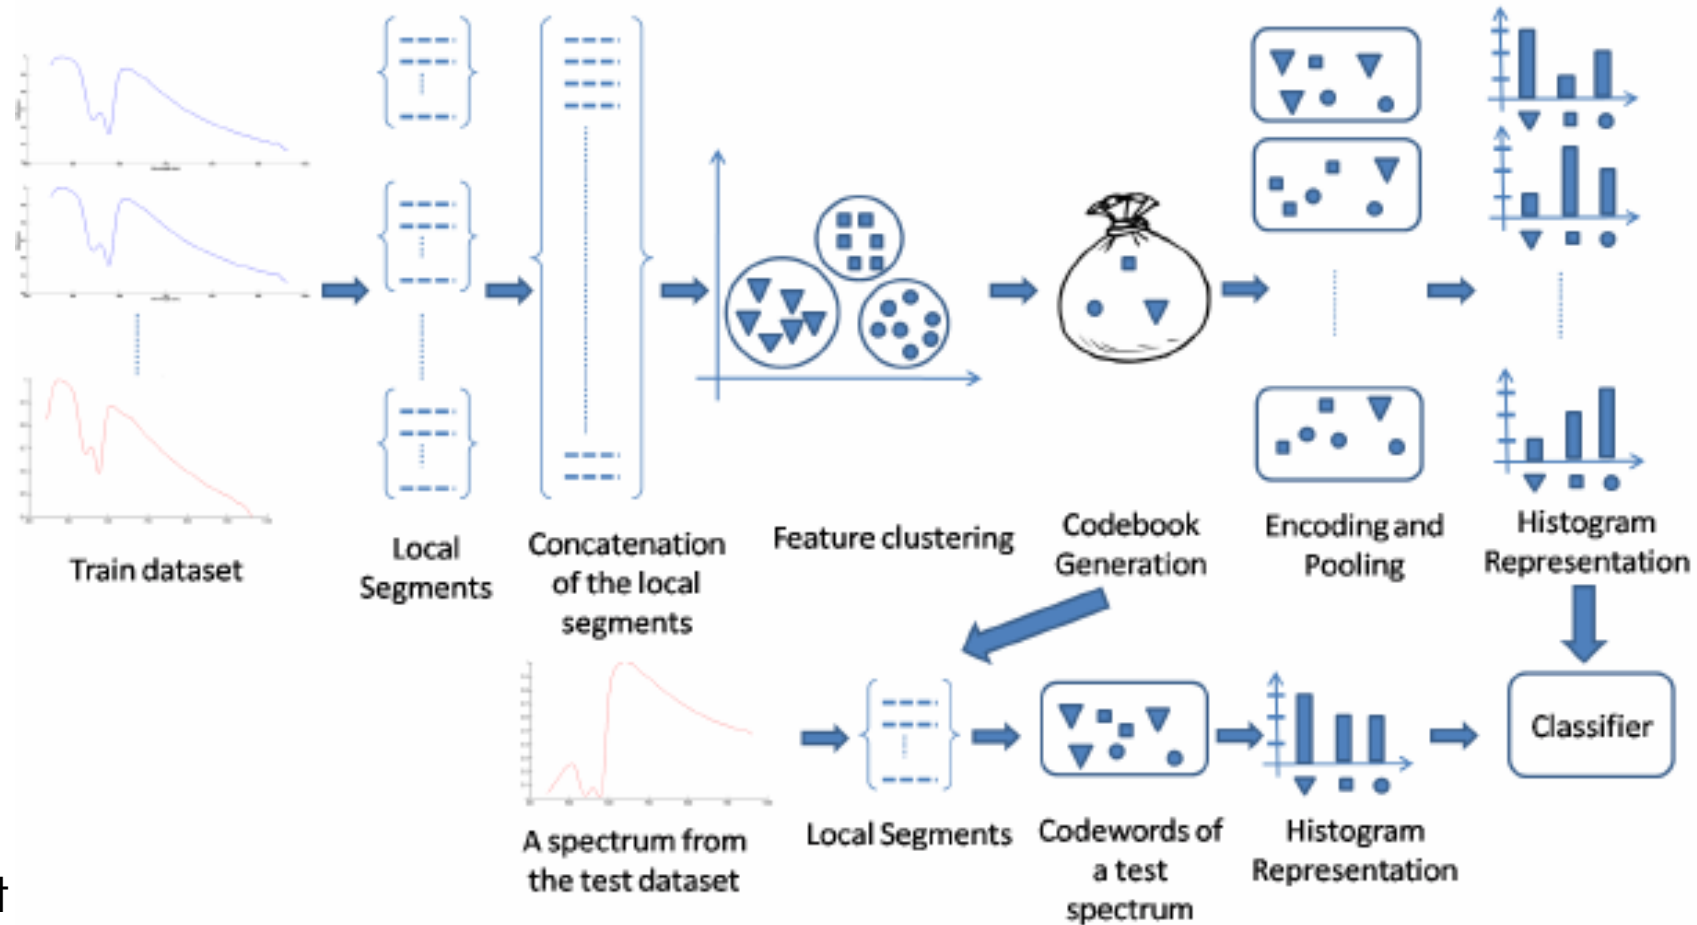 Train dataset
Local
Segments
Concatenation
of the local
segments
Feature clustering
Codebook
Generation
Encoding and
Pooling
Histogram
Representation
Classifier
A spectrum from
the test dataset
Local Segments
Codewords of
a test
spectrum
Histogram
Representation